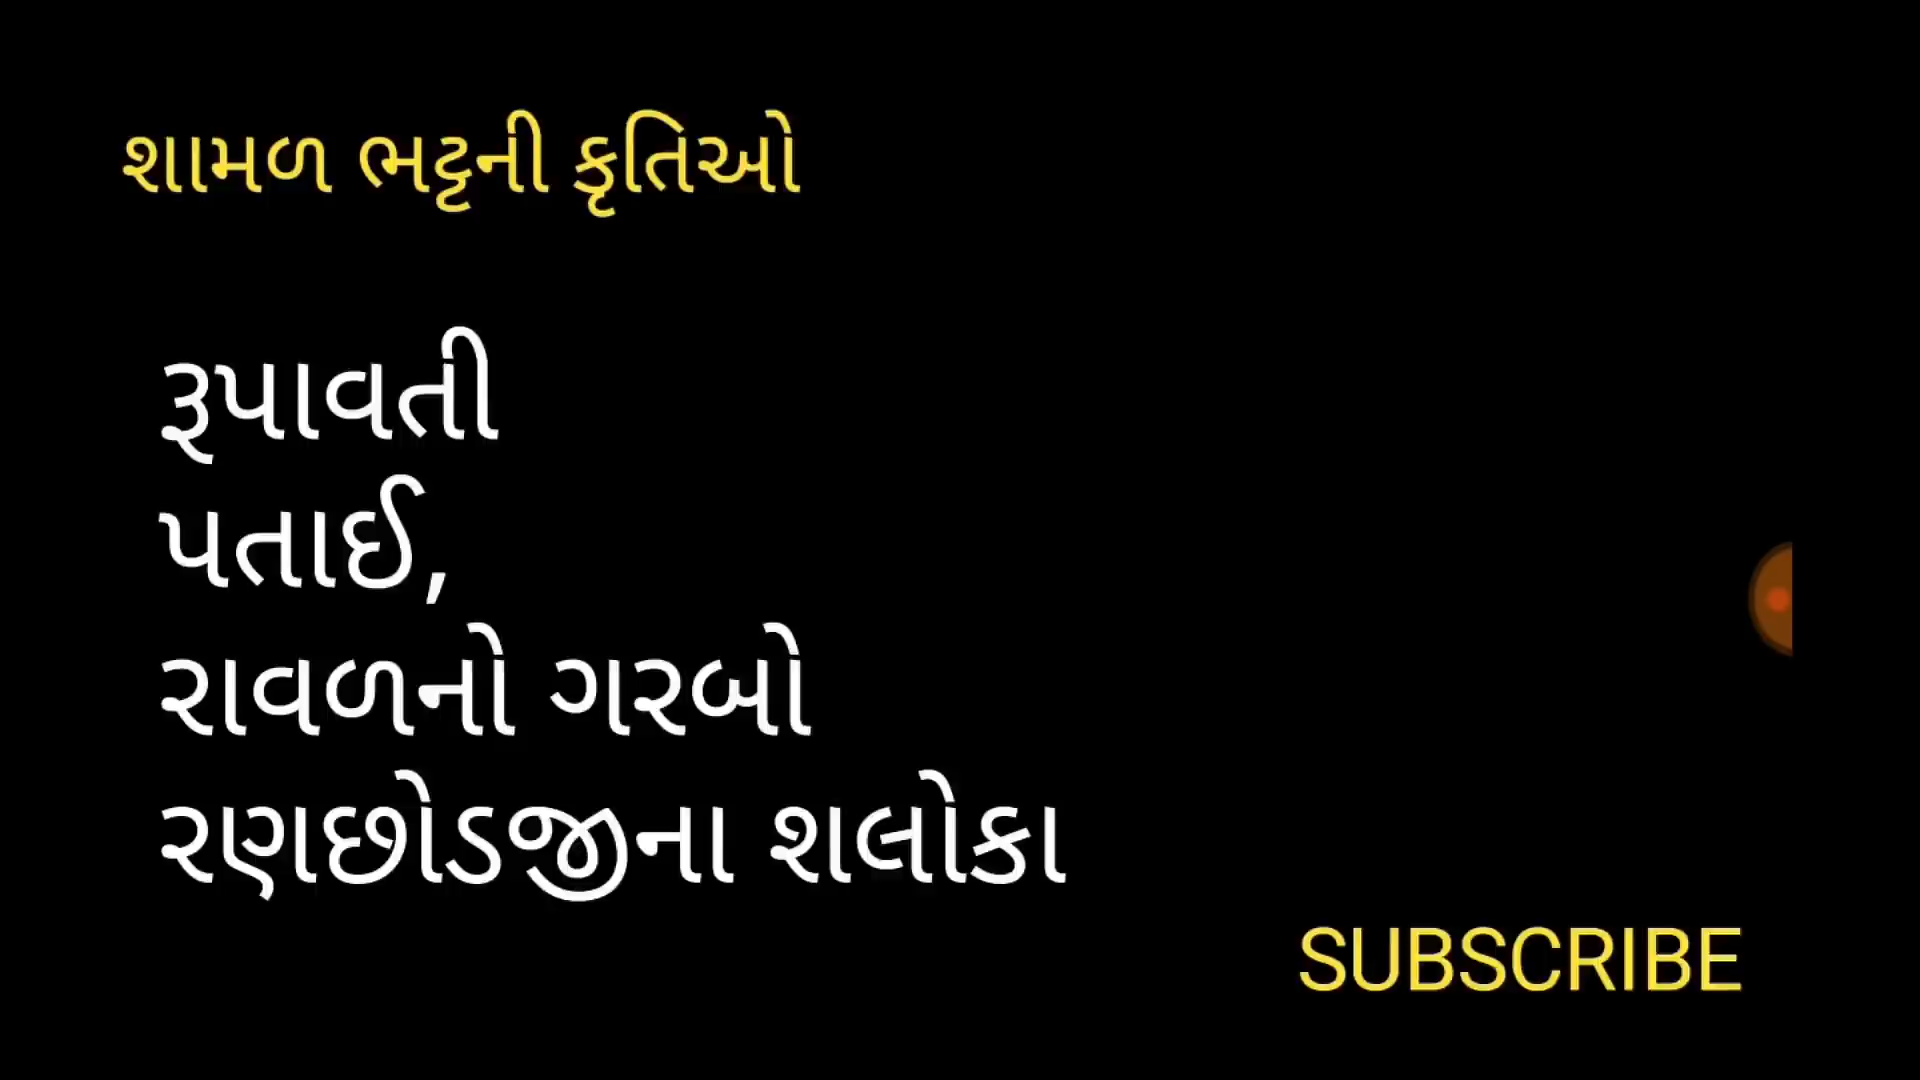 શામળ ભટ્ટની કૃતિઓ
રૂપાવતી
પતાઈ,
રાવળનો ગરબો
રણછોડજીના શલોકા
SUBSCRIBE